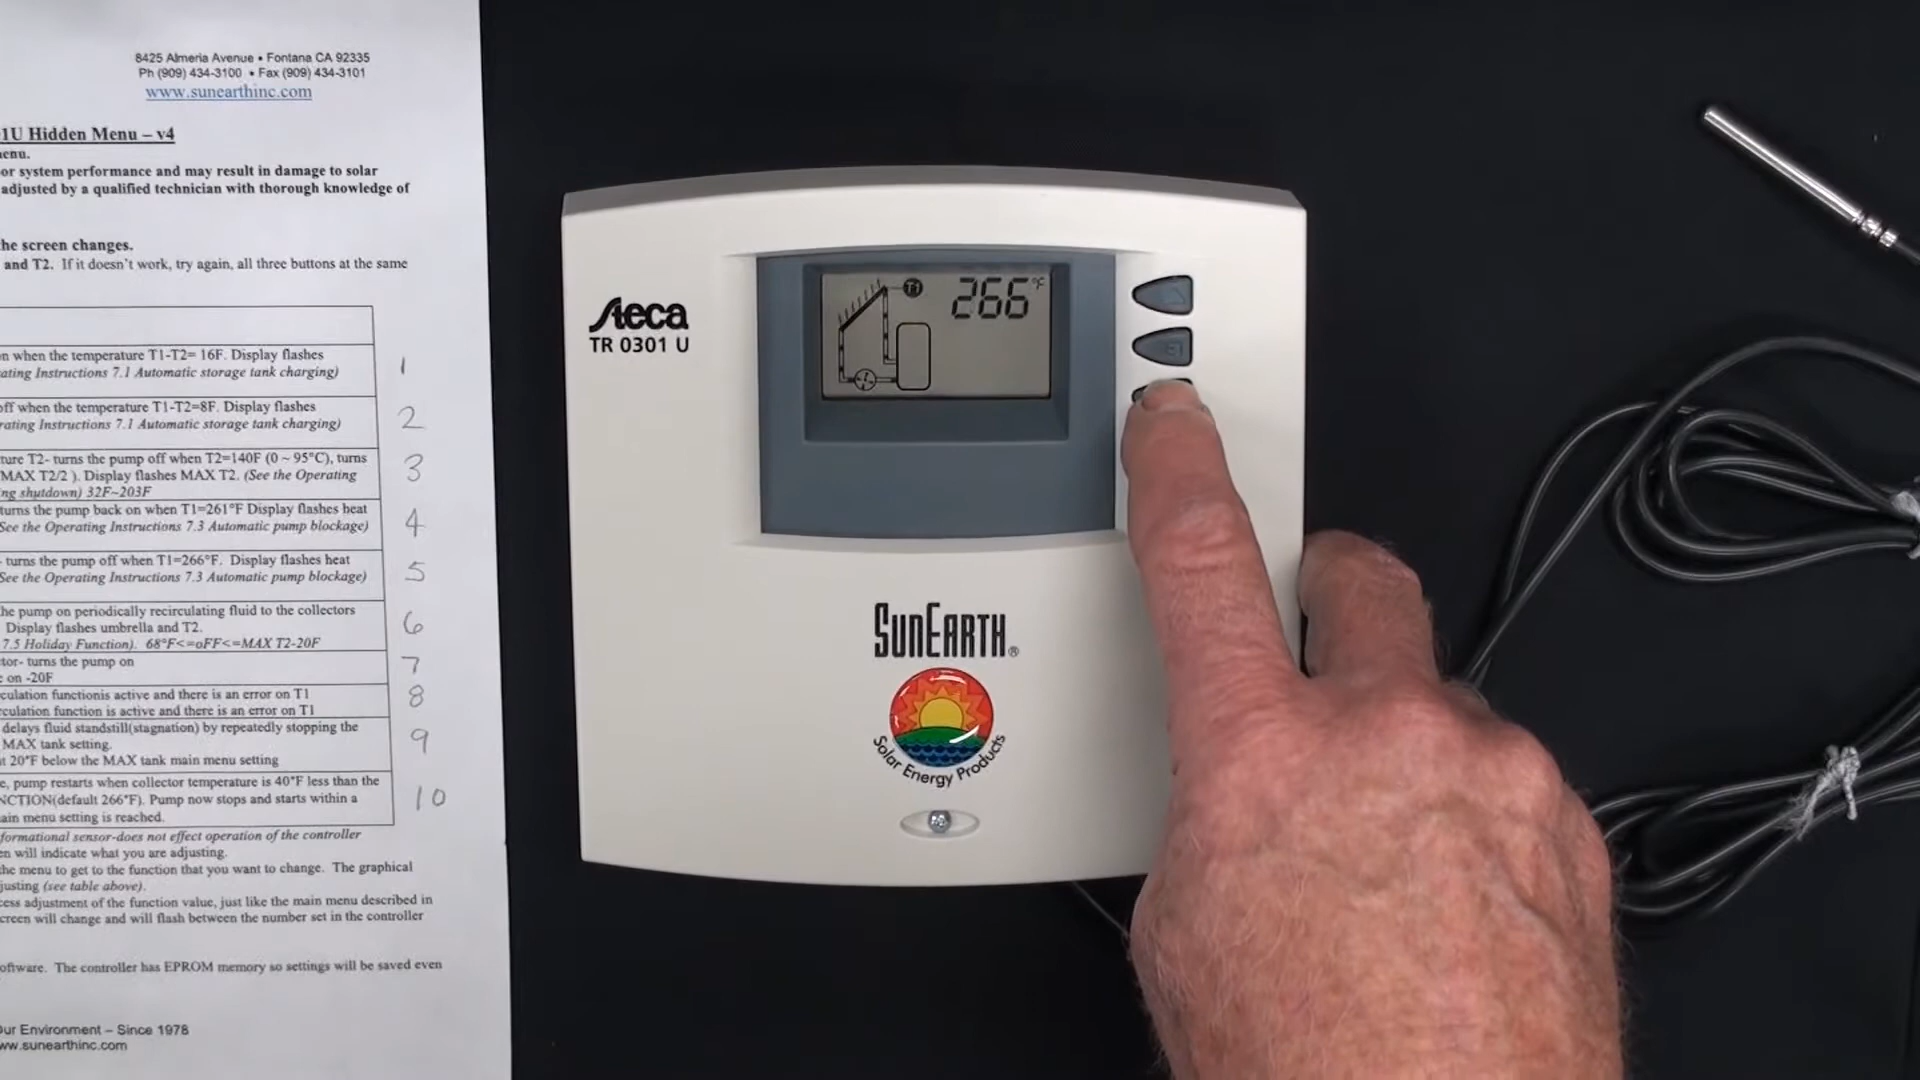 8425 Almeria Avenue • Fontana CA 92335
Ph (909) 434-3100 • Fax (909) 434-3101
www.sunearthinc.com
1U Hidden Menu – v4
enu.
or system performance and may result in damage to solar
adjusted by a qualified technician with thorough knowledge of
he screen changes.
and T2. If it doesn't work, try again, all three buttons at the same
n when the temperature T1-T2= 16F. Display flashes
ating Instructions 7.1 Automatic storage tank charging)
1
off when the temperature T1-T2=8F. Display flashes
rating Instructions 7.1 Automatic storage tank charging)
2
ture T2- turns the pump off when T2=140F (0 ~ 95°C), turns
MAX T2/2 ). Display flashes MAX T2. (See the Operating
ng shutdown) 32F~203F
3
turns the pump back on when T1=261°F Display flashes heat
See the Operating Instructions 7.3 Automatic pump blockage)
4
- turns the pump off when T1=266°F. Display flashes heat
See the Operating Instructions 7.3 Automatic pump blockage)
5
he pump on periodically recirculating fluid to the collectors
Display flashes umbrella and T2.
7.5 Holiday Function). 68°F<=oFF<=MAX T2-20F
6
tor- turns the pump on
e on -20F
7
culation functionis active and there is an error on T1
rculation function is active and there is an error on T1
8
delays fluid standstill(stagnation) by repeatedly stopping the
MAX tank setting.
at 20°F below the MAX tank main menu setting
9
e, pump restarts when collector temperature is 40°F less than the
NCTION(default 266°F). Pump now stops and starts within a
ain menu setting is reached.
10
formational sensor-does not effect operation of the controller
en will indicate what you are adjusting.
the menu to get to the function that you want to change. The graphical
justing (see table above).
cess adjustment of the function value, just like the main menu described in
creen will change and will flash between the number set in the controller
oftware. The controller has EPROM memory so settings will be saved even
Our Environment – Since 1978
ww.sunearthinc.com
Steca
TR 0301 U
T1
266°F
SUNEARTH®
Solar Energy Products